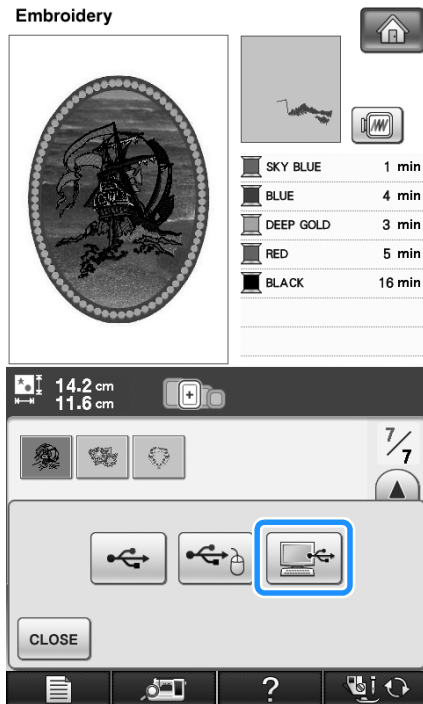 Embroidery
SKY BLUE 1 min
BLUE 4 min
DEEP GOLD 3 min
RED 5 min
BLACK 16 min
14.2 cm
11.6 cm
7/7
CLOSE
?